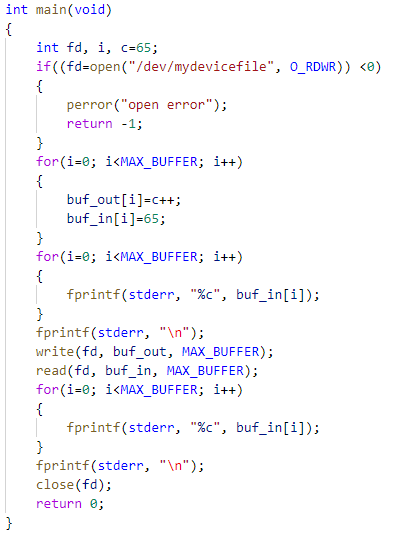 int main(void)
{
    int fd, i, c=65;
    if((fd=open("/dev/mydevicefile", O_RDWR)) <0)
    {
        perror("open error");
        return -1;
    }
    for(i=0; i<MAX_BUFFER; i++)
    {
        buf_out[i]=c++;
        buf_in[i]=65;
    }
    for(i=0; i<MAX_BUFFER; i++)
    {
        fprintf(stderr, "%c", buf_in[i]);
    }
    fprintf(stderr, "\n");
    write(fd, buf_out, MAX_BUFFER);
    read(fd, buf_in, MAX_BUFFER);
    for(i=0; i<MAX_BUFFER; i++)
    {
        fprintf(stderr, "%c", buf_in[i]);
    }
    fprintf(stderr, "\n");
    close(fd);
    return 0;
}